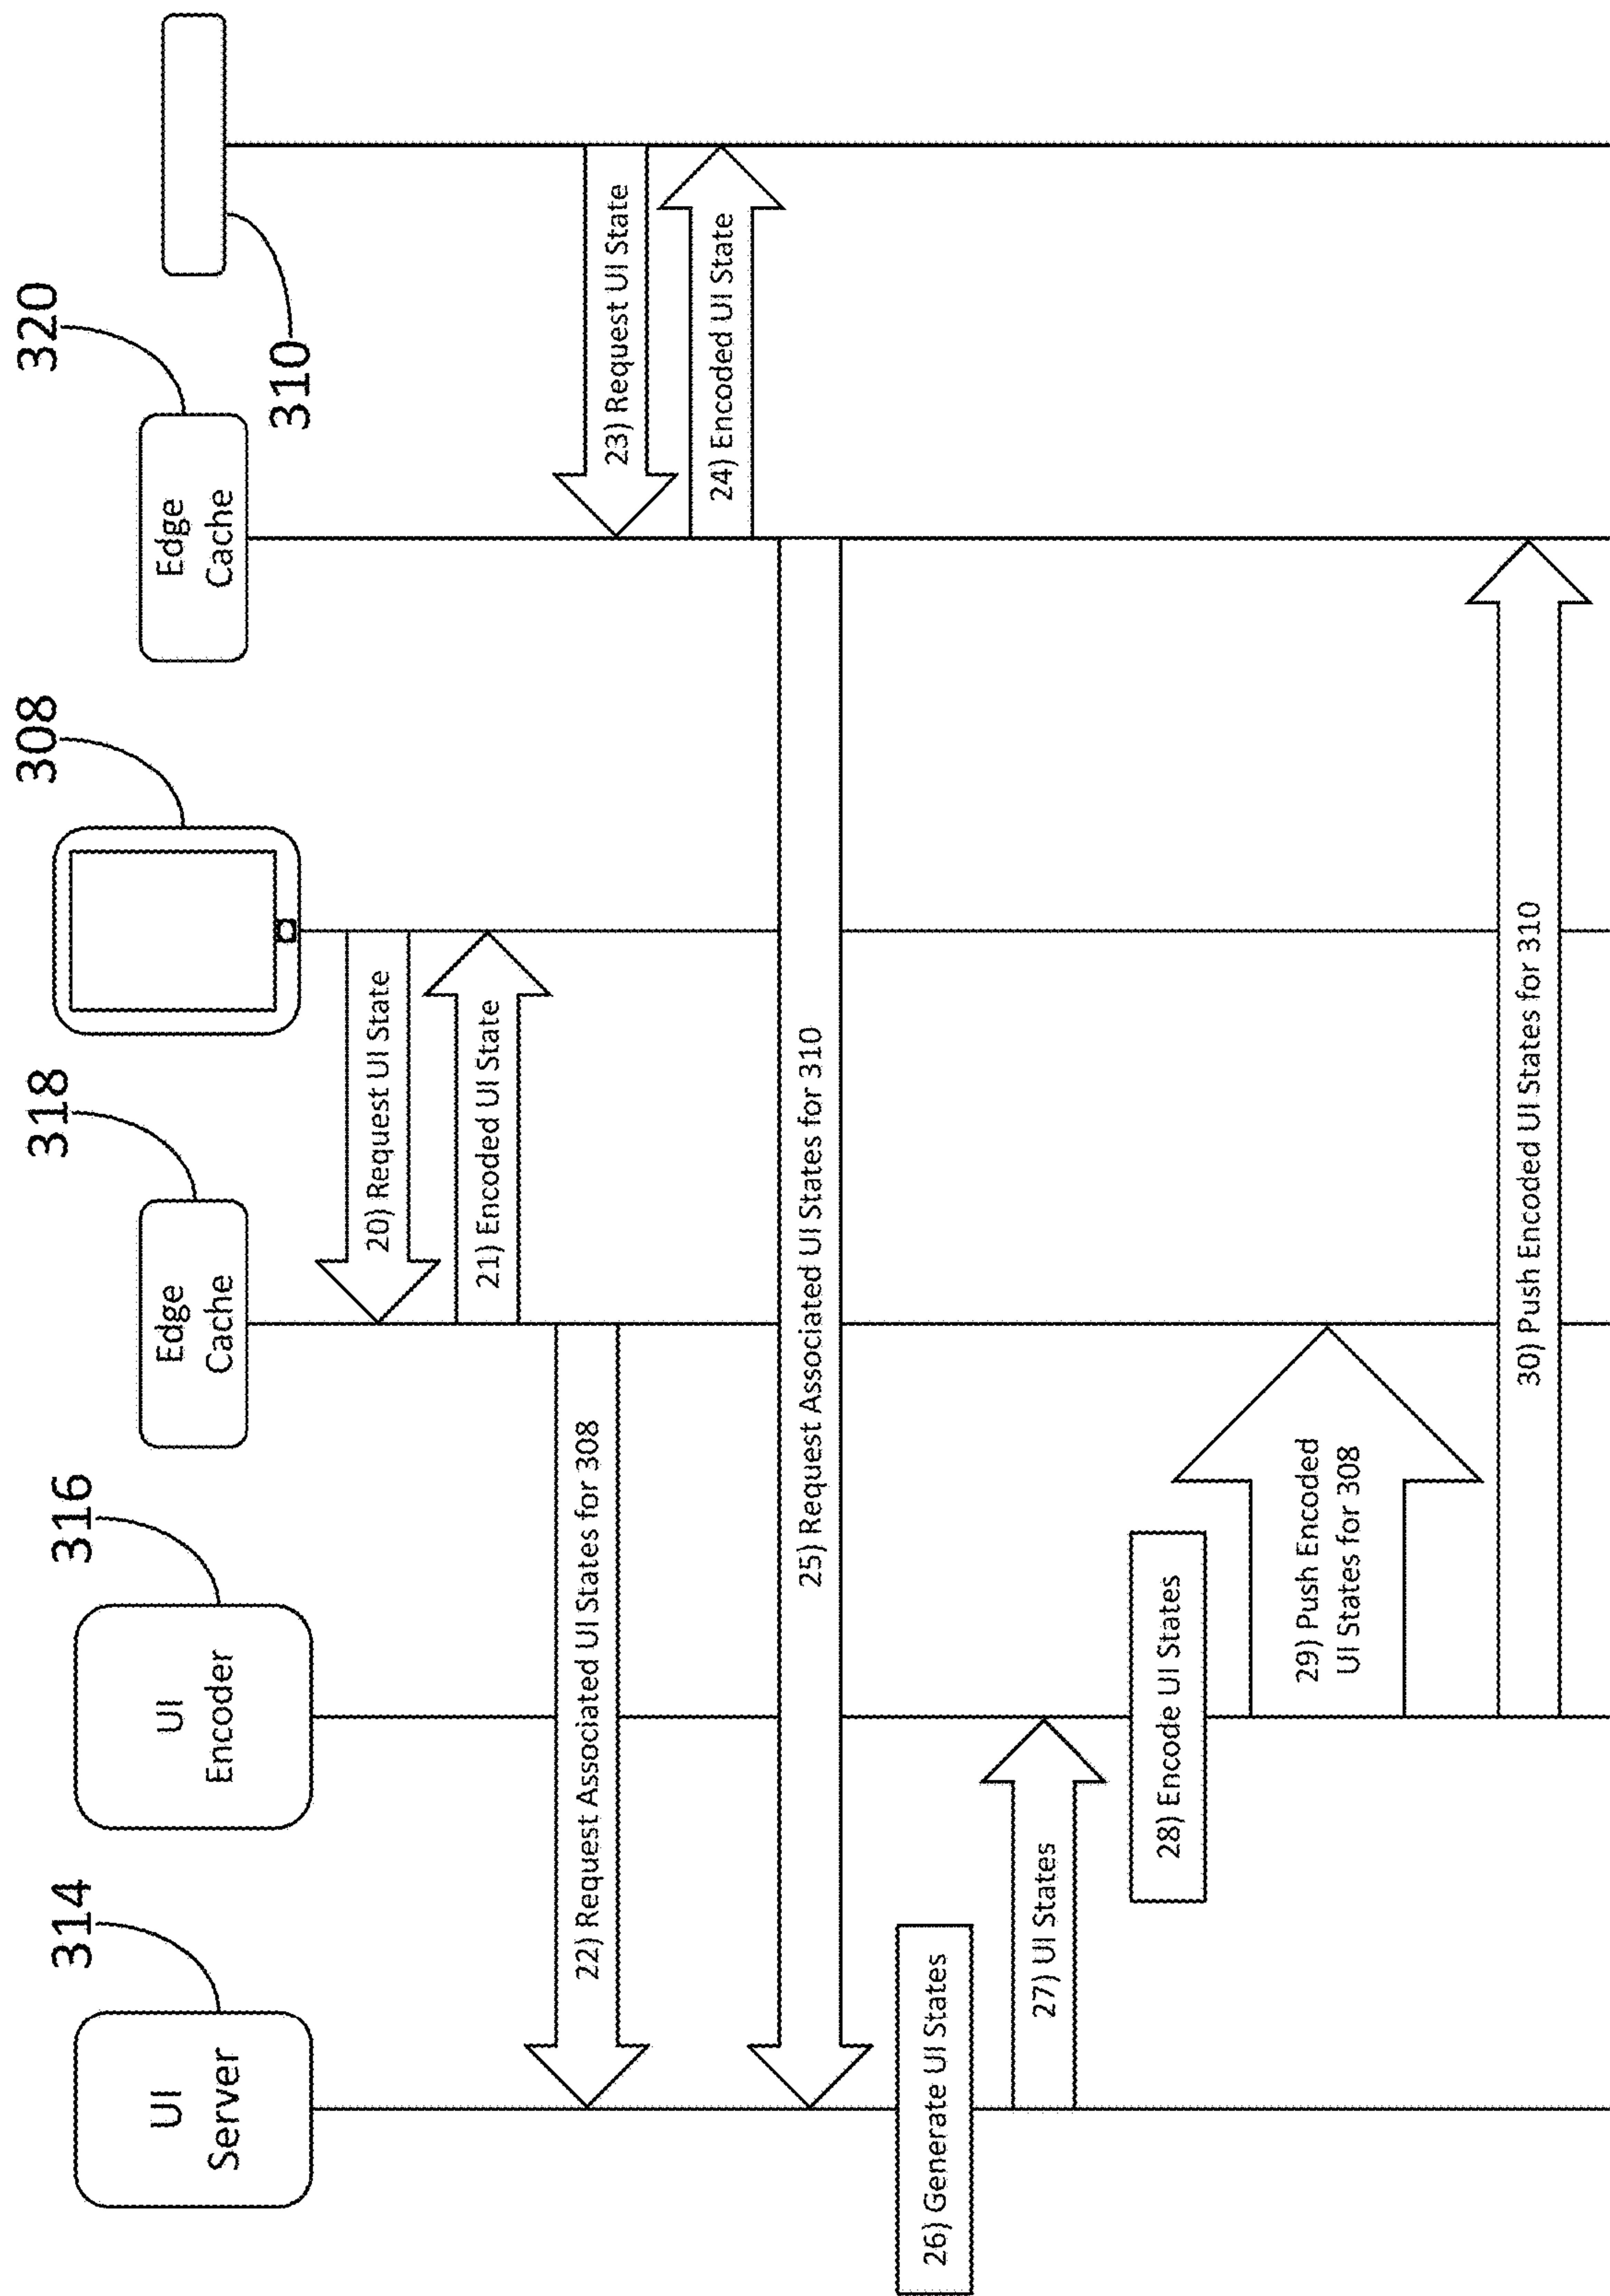 314
316
318
308
320
310
UI
Server
UI
Encoder
Edge
Cache
Edge
Cache
20) Request UI State
21) Encoded UI State
22) Request Associated UI States for 308
23) Request UI State
24) Encoded UI State
25) Request Associated UI States for 310
26) Generate UI States
27) UI States
28) Encode UI States
29) Push Encoded
UI States for 308
30) Push Encoded UI States for 310